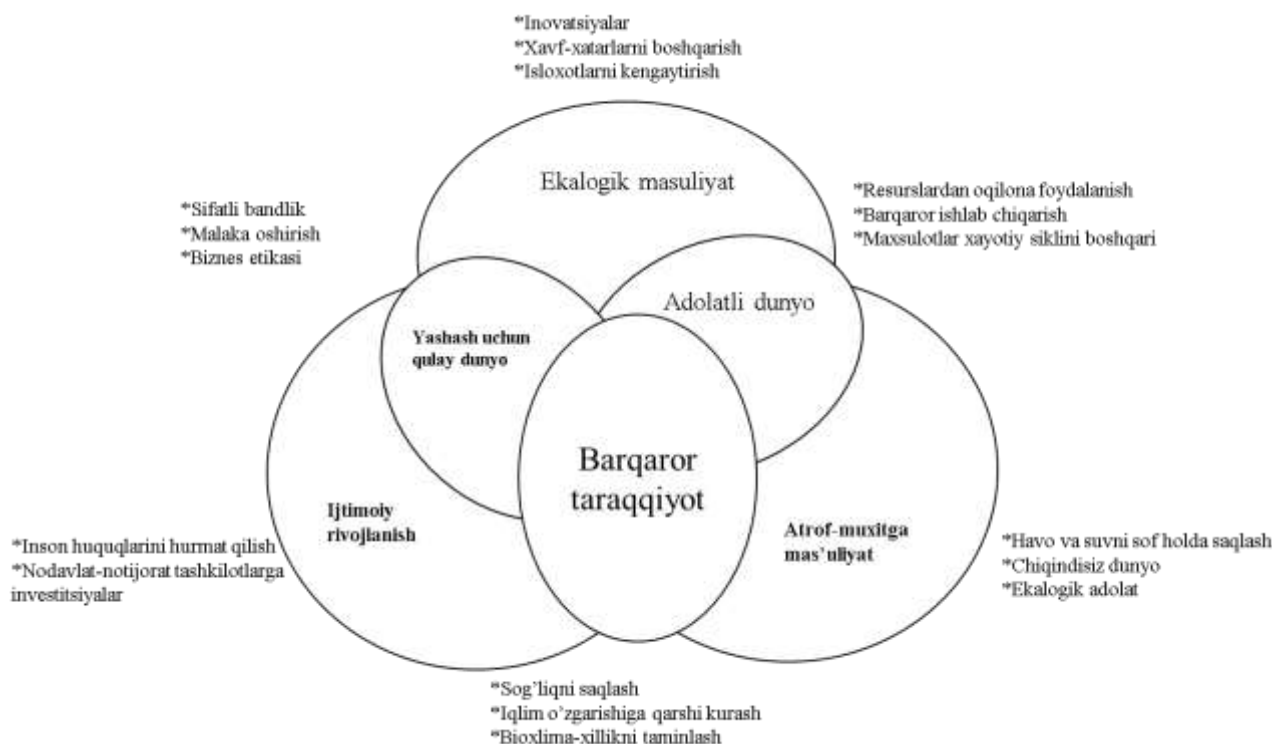 *Inovatsiyalar
*Xavf-xatarlarni boshqarish
*Isloxotlarni kengaytirish
Ekalogik masuliyat
*Sifatli bandlik
*Malaka oshirish
*Biznes etikasi
*Resurslardan oqilona foydalanish
*Barqaror ishlab chiqarish
*Maxsulotlar xayotiy siklini boshqari
Adolatli dunyo
Yashash uchun
qulay dunyo
Barqaror
taraqqiyot
Ijtimoiy
rivojlanish
Atrof-muxitga
mas’uliyat
*Inson huquqlarini hurmat qilish
*Nodavlat-notijorat tashkilotlarga
investitsiyalar
*Havo va suvni sof holda saqlash
*Chiqindisiz dunyo
*Ekalogik adolat
*Sog’liqni saqlash
*Iqlim o’zgarishiga qarshi kurash
*Bioxlima-xillikni taminlash